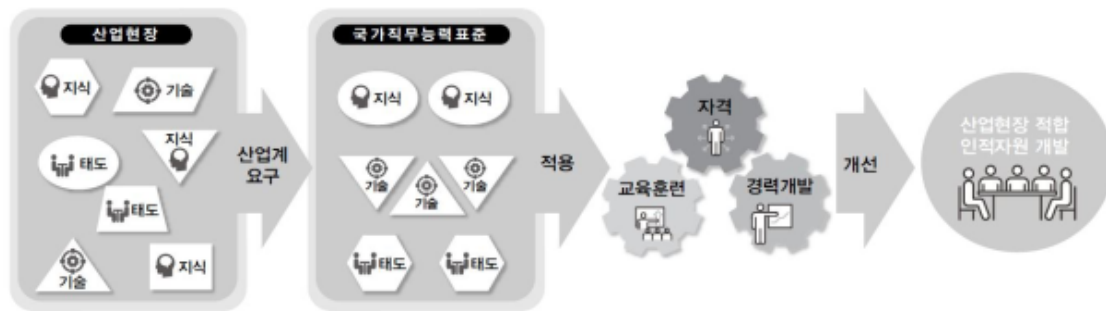 산업현장
지식
기술
태도
지식
태도
기술
지식
산업계
요구
국가직무능력표준
지식
지식
기술
기술
기술
태도
태도
적용
자격
교육훈련
경력개발
개선
산업현장 적합
인적자원 개발